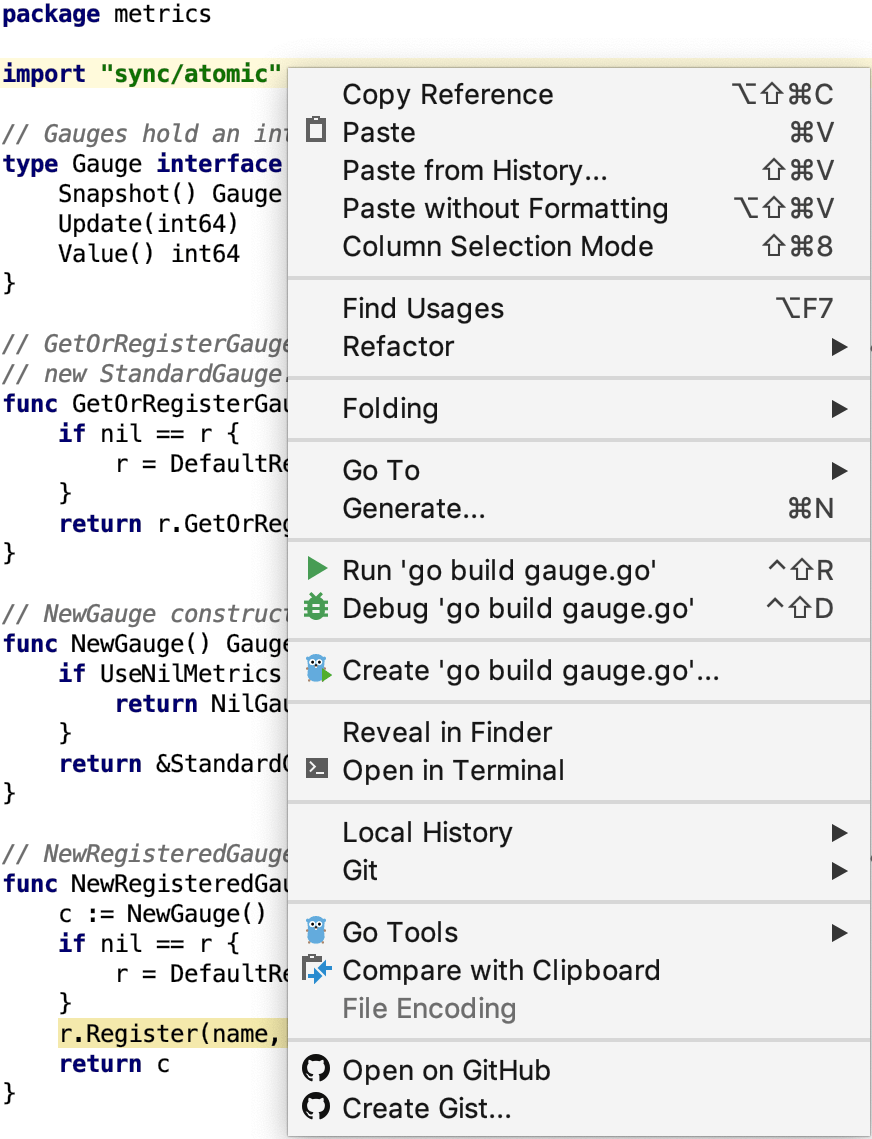 package metrics
import "sync/atomic"
// Gauges hold an int
type Gauge interface
Snapshot() Gauge
Update(int64)
Value() int64
}
// GetOrRegisterGauge
// new StandardGauge.
func GetOrRegisterGau
if nil == r {
r = DefaultRe
}
return r.GetOrReg
}
// NewGauge construct
func NewGauge() Gauge
if UseNilMetrics
return NilGau
}
return &StandardG
}
// NewRegisteredGauge
func NewRegisteredGau
c := NewGauge()
if nil == r {
r = DefaultRe
}
r.Register(name,
return c
}
Copy Reference ⌥⇧⌘C
Paste ⌘V
Paste from History... ⇧⌘V
Paste without Formatting ⌥⇧⌘V
Column Selection Mode ⇧⌘8
Find Usages ⌥F7
Refactor
Folding
Go To
Generate... ⌘N
Run 'go build gauge.go' ^⇧R
Debug 'go build gauge.go' ^⇧D
Create 'go build gauge.go'...
Reveal in Finder
Open in Terminal
Local History
Git
Go Tools
Compare with Clipboard
File Encoding
Open on GitHub
Create Gist...